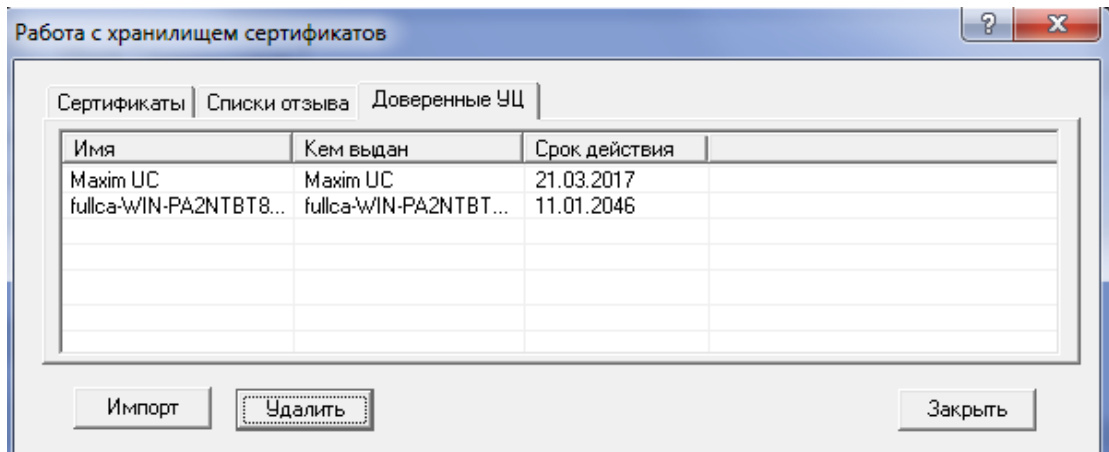 Работа с хранилищем сертификатов
Сертификаты Списки отзыва Доверенные УЦ
Имя Кем выдан Срок действия
Maxim UC Maxim UC 21.03.2017
fullca-WIN-PA2NTBT8... fullca-WIN-PA2NTBT... 11.01.2046
Импорт Удалить Закрыть